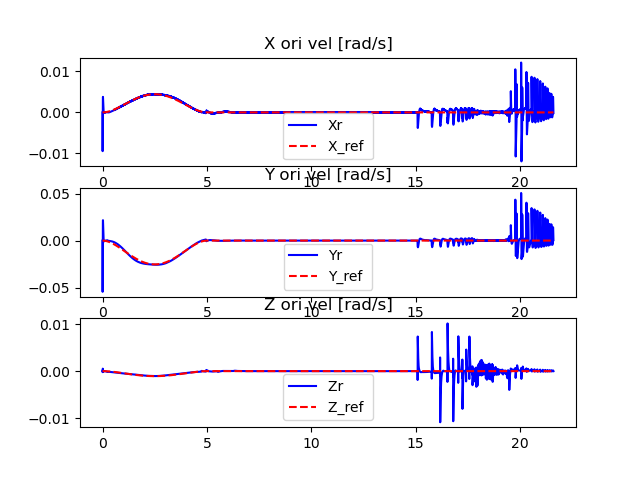 X ori vel [rad/s]
0.01
0.00
−0.01
Xr
X_ref
0 5 10 15 20
Y ori vel [rad/s]
0.05
0.00
−0.05
Yr
Y_ref
0 5 10 15 20
Z ori vel [rad/s]
0.01
0.00
−0.01
Zr
Z_ref
0 5 10 15 20